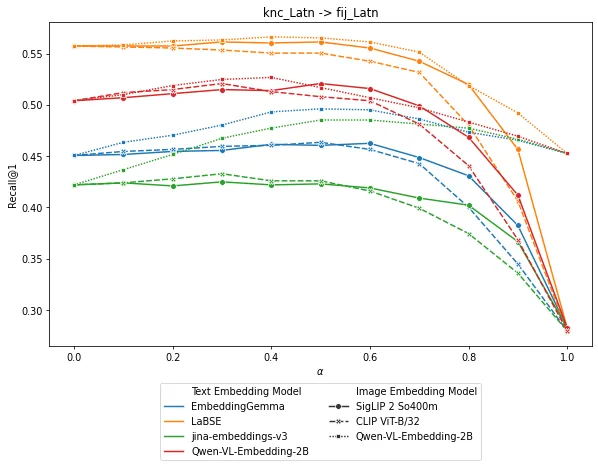 knc_Latn -> fij_Latn
Recall@1
0.55
0.50
0.45
0.40
0.35
0.30
0.0 0.2 0.4 0.6 0.8 1.0
α
Text Embedding Model
EmbeddingGemma
LaBSE
jina-embeddings-v3
Qwen-VL-Embedding-2B
Image Embedding Model
SigLIP 2 So400m
CLIP ViT-B/32
Qwen-VL-Embedding-2B